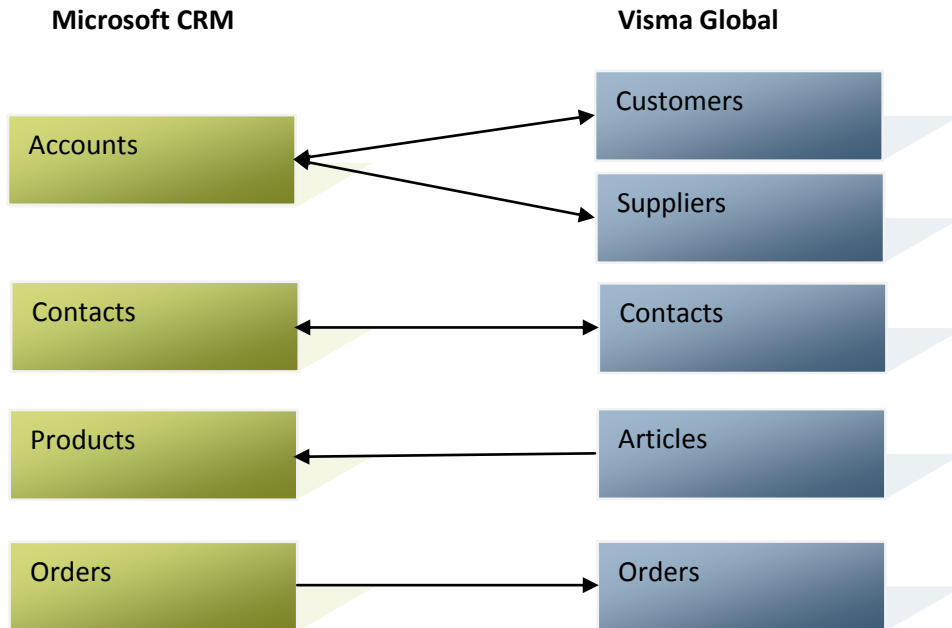 Microsoft CRM
Visma Global
Accounts
Customers
Suppliers
Contacts
Contacts
Products
Articles
Orders
Orders